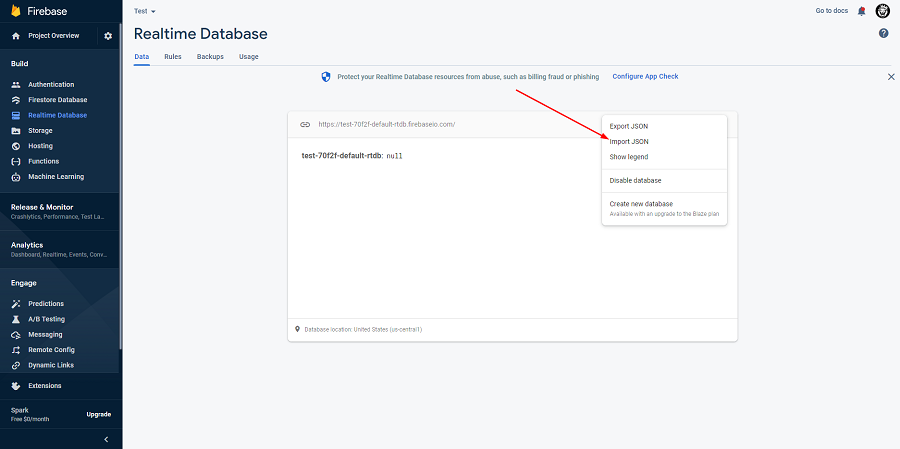 Firebase
Project Overview
Build
Authentication
Firestore Database
Realtime Database
Storage
Hosting
Functions
Machine Learning
Release & Monitor
Crashlytics, Performance, Test La...
Analytics
Dashboard, Realtime, Events, Conv...
Engage
Predictions
A/B Testing
Messaging
Remote Config
Dynamic Links
Extensions
Spark
Free $0/month
Upgrade
Test
Go to docs
Realtime Database
Data Rules Backups Usage
Protect your Realtime Database resources from abuse, such as billing fraud or phishing Configure App Check
https://test-70f2f-default-rtdb.firebaseio.com/
test-70f2f-default-rtdb: null
Export JSON
Import JSON
Show legend
Disable database
Create new database
Available with an upgrade to the Blaze plan
Database location: United States (us-central1)